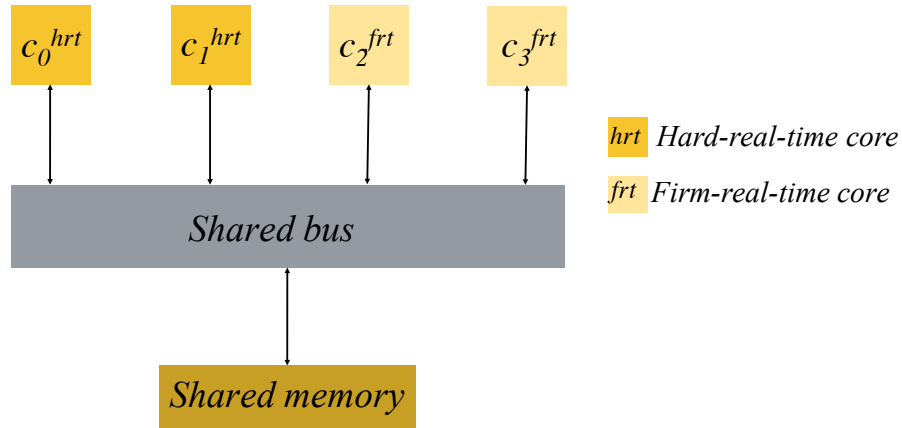 c₀ʰʳᵗ c₁ʰʳᵗ c₂ᶠʳᵗ c₃ᶠʳᵗ
hrt Hard-real-time core
frt Firm-real-time core
Shared bus
Shared memory